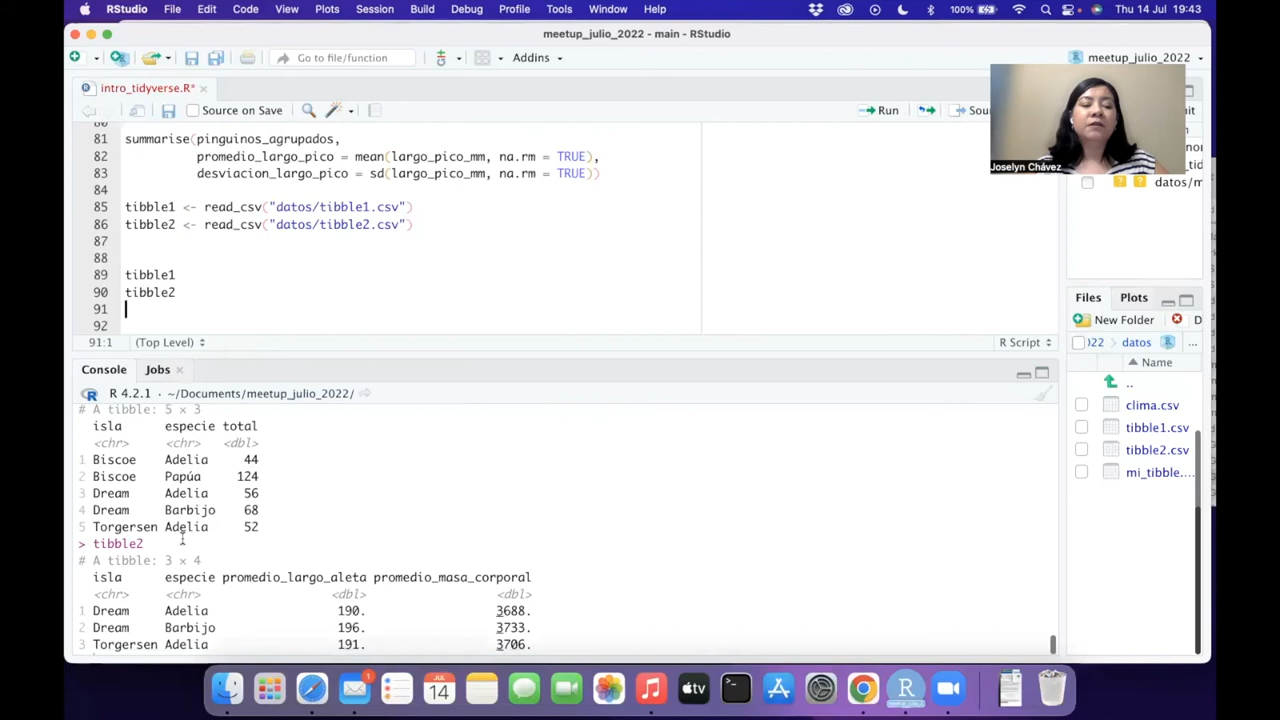 RStudio File Edit Code View Plots Session Build Debug Profile Tools Window Help 100% Thu 14 Jul 19:43
meetup_julio_2022 - main - RStudio
Go to file/function Addins meetup_julio_2022
intro_tidyverse.R*
Source on Save Run
80
81 summarise(pinguinos_agrupados,
82 promedio_largo_pico = mean(largo_pico_mm, na.rm = TRUE),
83 desviacion_largo_pico = sd(largo_pico_mm, na.rm = TRUE))
84
85 tibble1 <- read_csv("datos/tibble1.csv")
86 tibble2 <- read_csv("datos/tibble2.csv")
87
88
89 tibble1
90 tibble2
91
92
91:1 (Top Level) R Script
Joselyn Chávez
datos/m
Files Plots
New Folder D
022 datos ...
Name
..
clima.csv
tibble1.csv
tibble2.csv
mi_tibble....
Console Jobs
R 4.2.1 · ~/Documents/meetup_julio_2022/
# A tibble: 5 × 3
isla especie total
<chr> <chr> <dbl>
1 Biscoe Adelia 44
2 Biscoe Papúa 124
3 Dream Adelia 56
4 Dream Barbijo 68
5 Torgersen Adelia 52
> tibble2
# A tibble: 3 × 4
isla especie promedio_largo_aleta promedio_masa_corporal
<chr> <chr> <dbl> <dbl>
1 Dream Adelia 190. 3688.
2 Dream Barbijo 196. 3733.
3 Torgersen Adelia 191. 3706.
JUL
14
1
tv
R